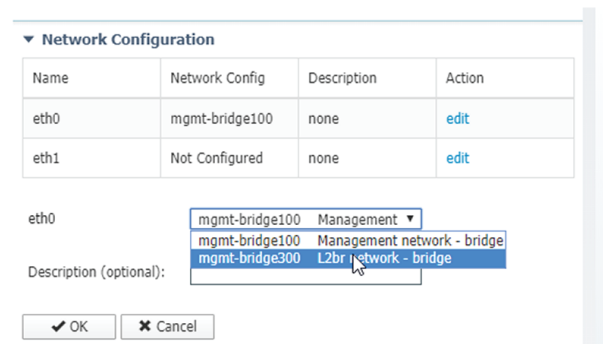 Network Configuration
Name Network Config Description Action
eth0 mgmt-bridge100 none edit
eth1 Not Configured none edit
eth0 mgmt-bridge100 Management
mgmt-bridge100 Management network - bridge
mgmt-bridge300 L2br network - bridge
Description (optional):
OK Cancel